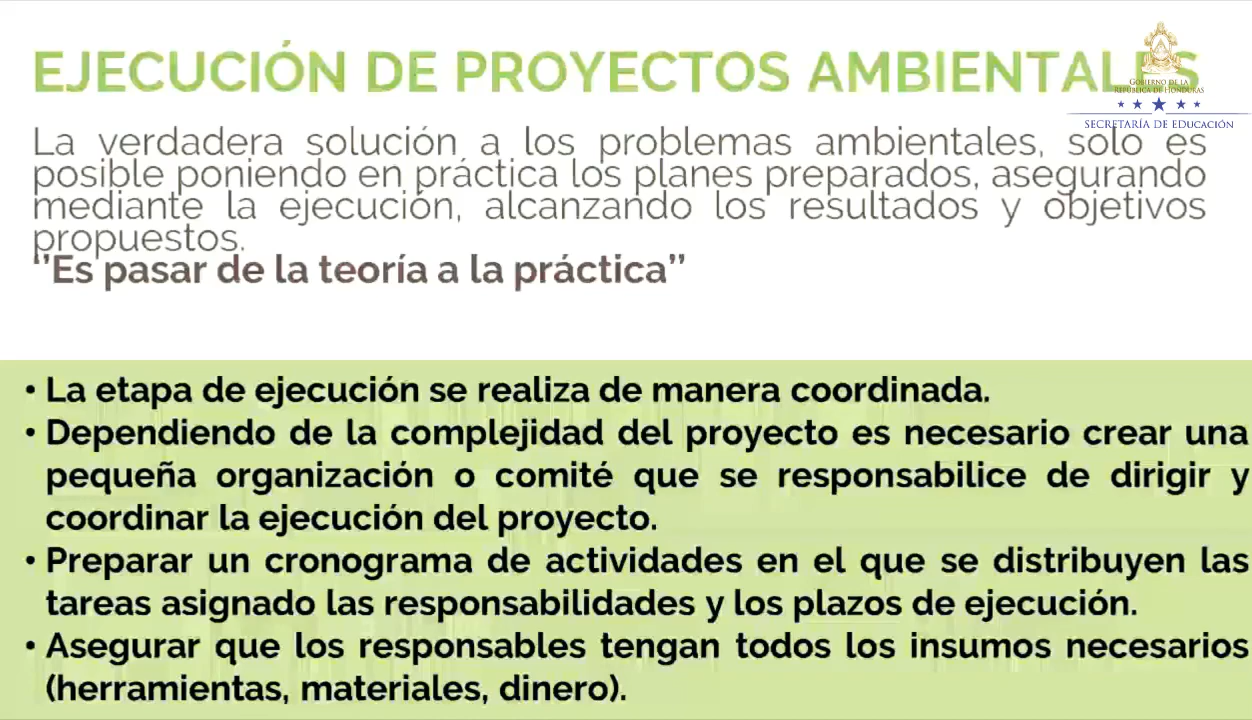 EJECUCIÓN DE PROYECTOS AMBIENTALES
GOBIERNO DE LA
REPÚBLICA DE HONDURAS
SECRETARÍA DE EDUCACIÓN
La verdadera solución a los problemas ambientales, solo es
posible poniendo en práctica los planes preparados, asegurando
mediante la ejecución, alcanzando los resultados y objetivos
propuestos.
‘’Es pasar de la teoría a la práctica’’
• La etapa de ejecución se realiza de manera coordinada.
• Dependiendo de la complejidad del proyecto es necesario crear una
pequeña organización o comité que se responsabilice de dirigir y
coordinar la ejecución del proyecto.
• Preparar un cronograma de actividades en el que se distribuyen las
tareas asignado las responsabilidades y los plazos de ejecución.
• Asegurar que los responsables tengan todos los insumos necesarios
(herramientas, materiales, dinero).